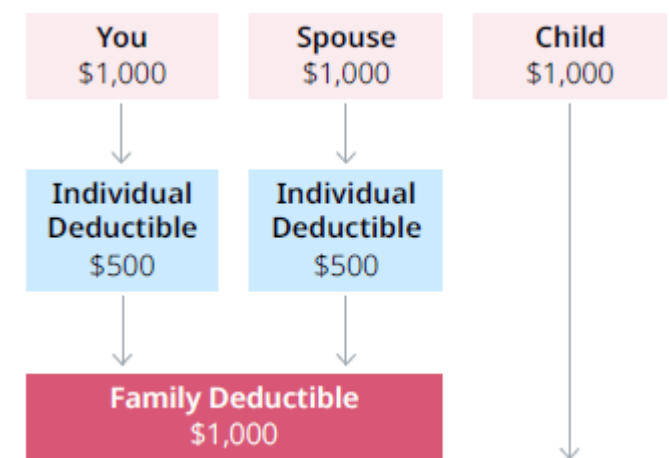 You
$1,000
Spouse
$1,000
Child
$1,000
Individual
Deductible
$500
Individual
Deductible
$500
Family Deductible
$1,000